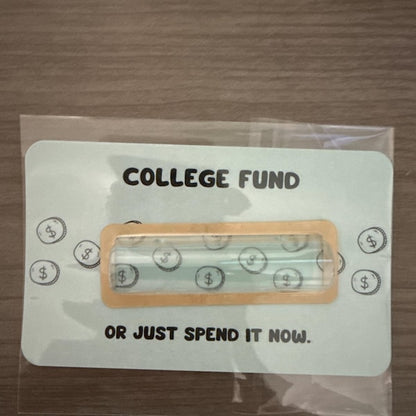 COLLEGE FUND
OR JUST SPEND IT NOW.